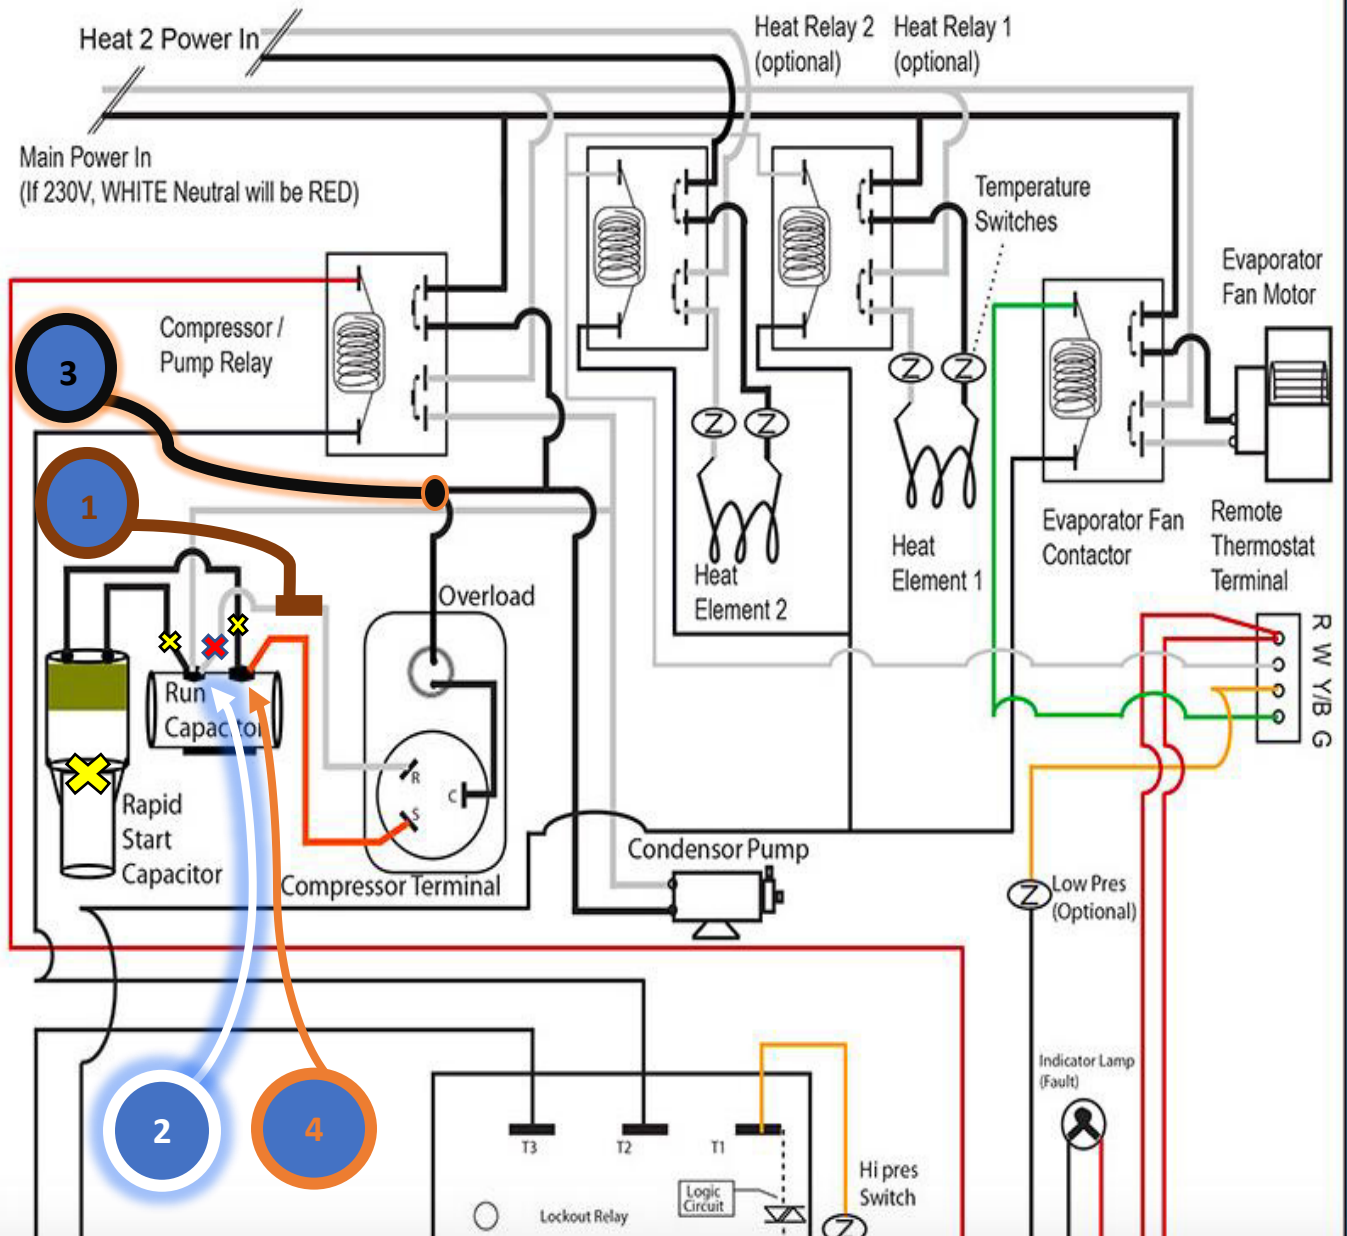 Heat 2 Power In
Heat Relay 2
(optional)
Heat Relay 1
(optional)
Main Power In
(If 230V, WHITE Neutral will be RED)
Temperature
Switches
Evaporator
Fan Motor
Compressor /
Pump Relay
3
1
Z
Z
Z
Z
Heat
Element 2
Heat
Element 1
Evaporator Fan
Contactor
Remote
Thermostat
Terminal
R W Y/B G
Overload
Run
Capacitor
R
C
S
Rapid
Start
Capacitor
Compressor Terminal
Condensor Pump
Z
Low Pres
(Optional)
Indicator Lamp
(Fault)
2
4
T3
T2
T1
Logic
Circuit
Lockout Relay
Hi pres
Switch
Z